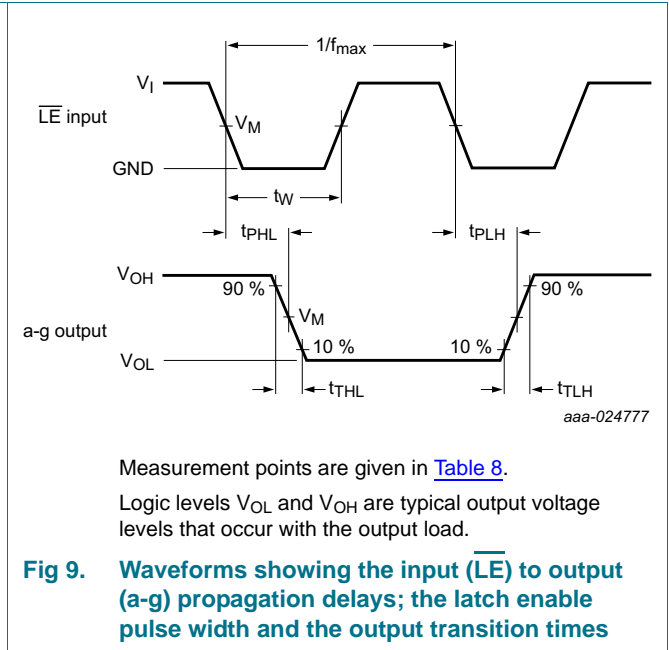 1/fmax
VI
LE input
VM
GND
tW
tPHL
tPLH
VOH
90 %
90 %
VM
a-g output
10 %
10 %
VOL
tTHL
tTLH
aaa-024777
Measurement points are given in Table 8.
Logic levels VOL and VOH are typical output voltage
levels that occur with the output load.
Fig 9. Waveforms showing the input (LE) to output
(a-g) propagation delays; the latch enable
pulse width and the output transition times